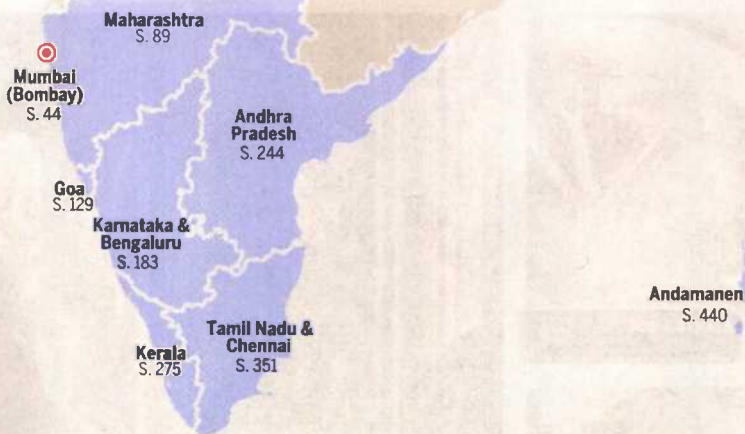 Maharashtra
S. 89
Mumbai
(Bombay)
S. 44
Andhra
Pradesh
S. 244
Goa
S. 129
Karnataka &
Bengaluru
S. 183
Andamanen
S. 440
Tamil Nadu &
Chennai
S. 351
Kerala
S. 275